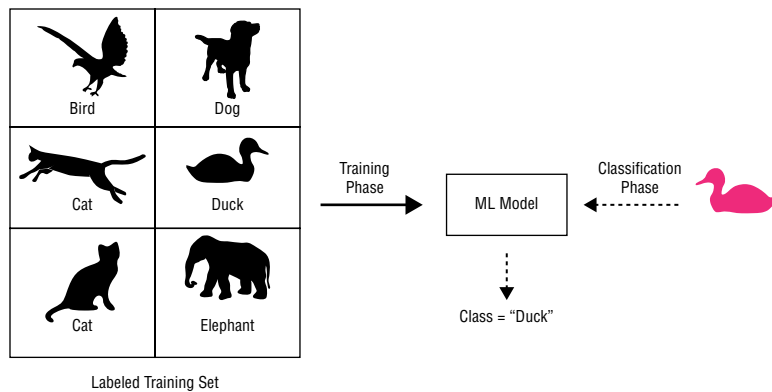 Bird
Dog
Cat
Duck
Cat
Elephant
Labeled Training Set
Training
Phase
ML Model
Classification
Phase
Class = “Duck”